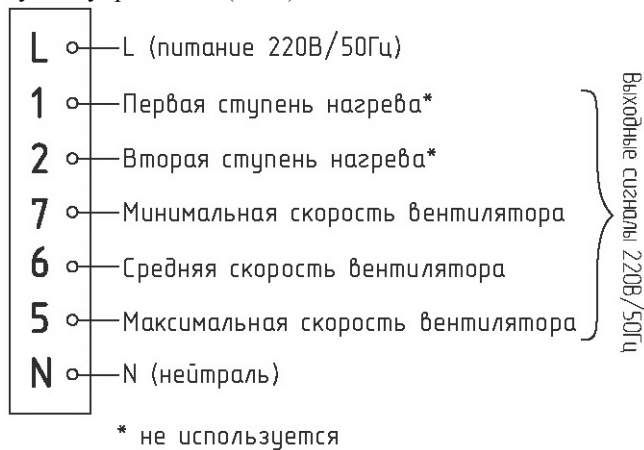 L L (питание 220В/50Гц)
1 Первая ступень нагрева*
2 Вторая ступень нагрева*
7 Минимальная скорость вентилятора
6 Средняя скорость вентилятора
5 Максимальная скорость вентилятора
N N (нейтраль)
Выходные сигналы 220В/50Гц
* не используется